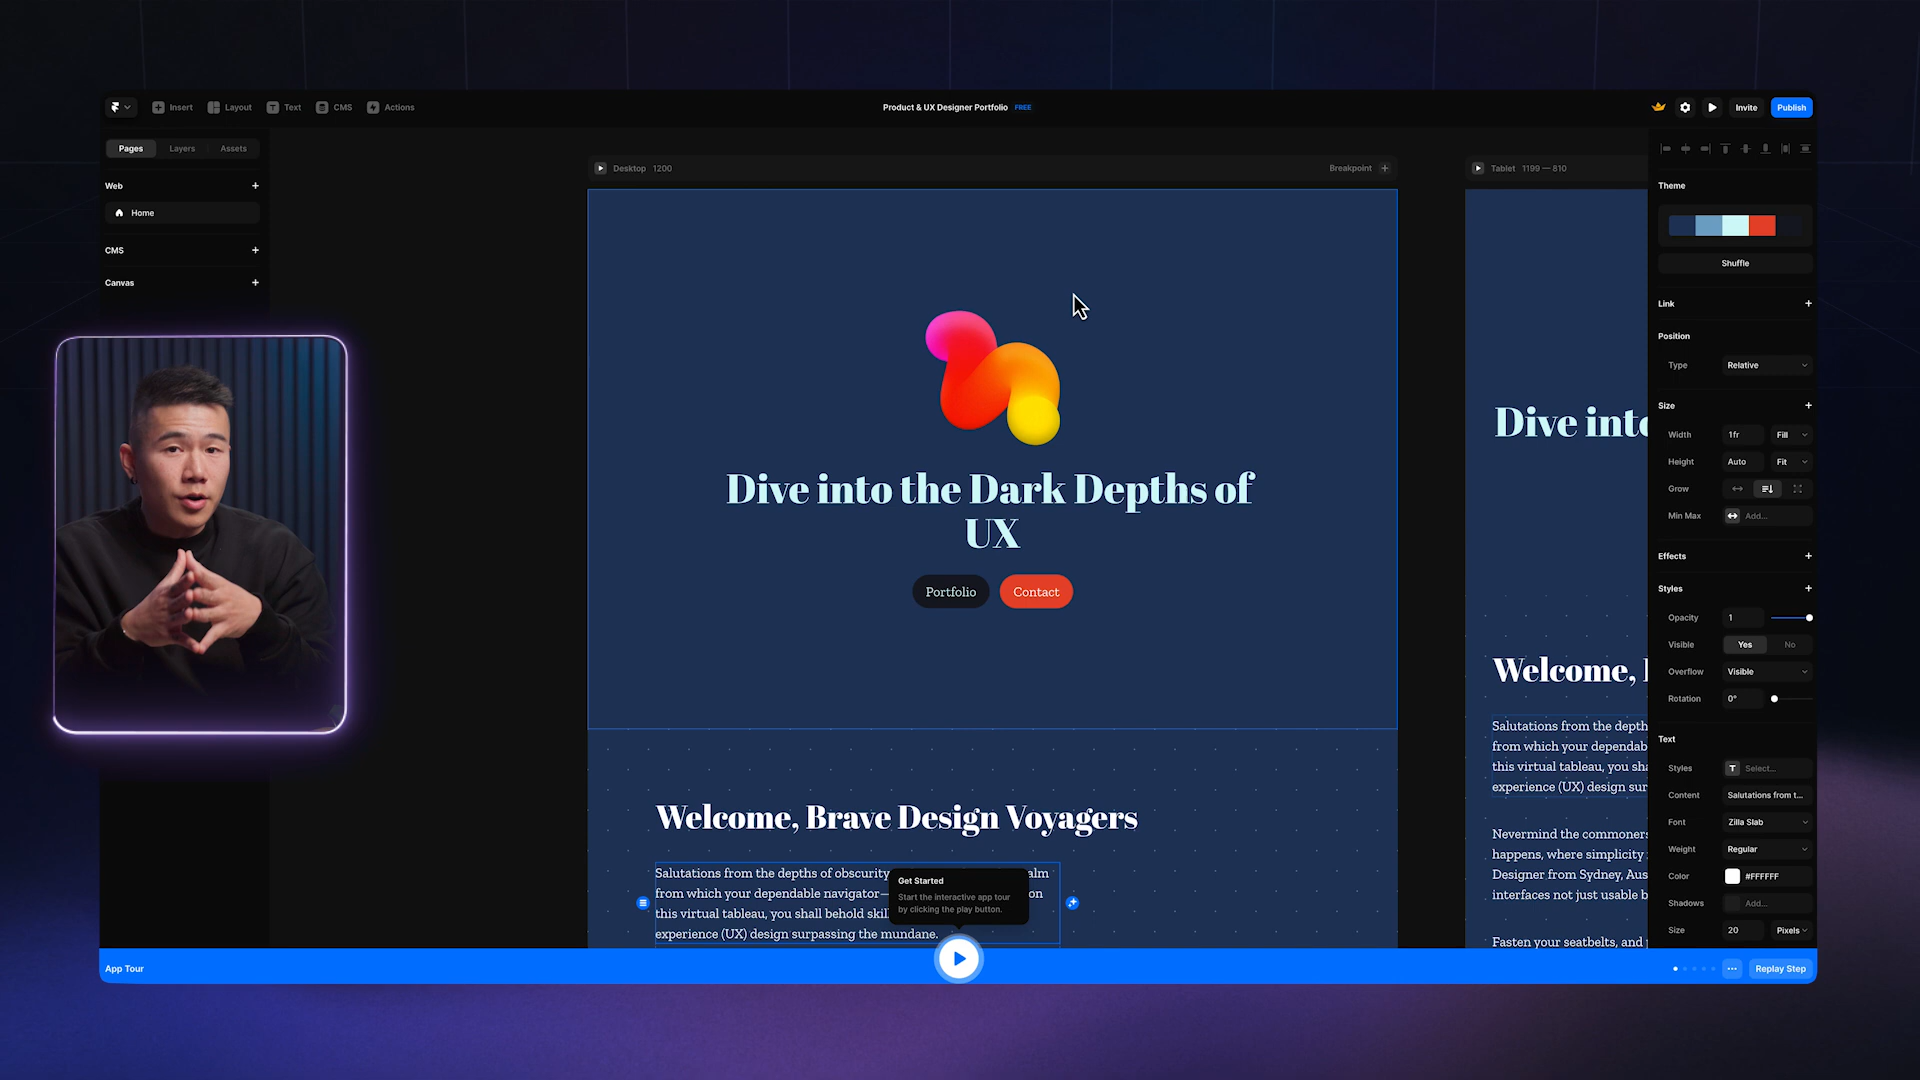 Insert
Layout
Text
CMS
Actions
Product & UX Designer Portfolio FREE
Invite
Publish
Pages
Layers
Assets
Web
Home
CMS
Canvas
Desktop 1200
Breakpoint
Dive into the Dark Depths of
UX
Portfolio
Contact
Welcome, Brave Design Voyagers
Salutations from the depths of obscurity
alm
from which your dependable navigator—
on
this virtual tableau, you shall behold skil
experience (UX) design surpassing the mundane.
Get Started
Start the interactive app tour
by clicking the play button.
Tablet 1199 — 810
Dive into
Welcome,
Salutations from the depth
from which your dependab
this virtual tableau, you sha
experience (UX) design sur
Nevermind the commoners
happens, where simplicity
Designer from Sydney, Aus
interfaces not just usable b
Fasten your seatbelts, and
Theme
Shuffle
Link
Position
Type Relative
Size
Width 1fr Fill
Height Auto Fit
Grow
Min Max Add...
Effects
Styles
Opacity 1
Visible Yes No
Overflow Visible
Rotation 0°
Text
Styles T Select...
Content Salutations from t...
Font Zilla Slab
Weight Regular
Color #FFFFFF
Shadows Add...
Size 20 Pixels
App Tour
Replay Step